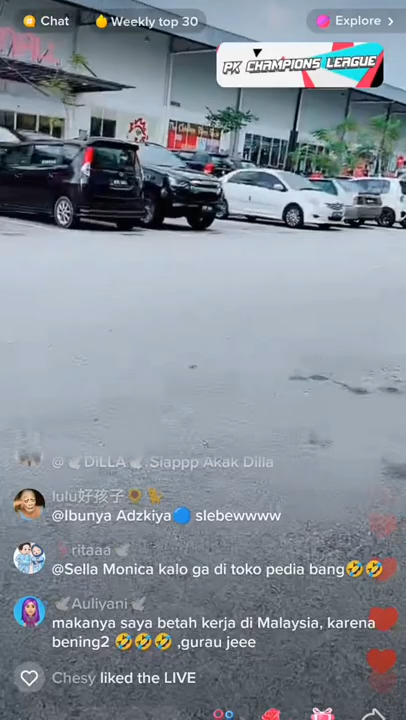 Chat
Weekly top 30
Explore >
PK CHAMPIONS LEAGUE
@🕊DiLLA🕊 Siappp Akak Dilla
lulu好孩子🌻🐕
@Ibunya Adzkiya🔵 slebewwww
ritaaa🕊
@Sella Monica kalo ga di toko pedia bang🤣🤣
🕊Auliyani🕊
makanya saya betah kerja di Malaysia, karena
bening2 🤣🤣🤣 ,gurau jeee
Chesy liked the LIVE